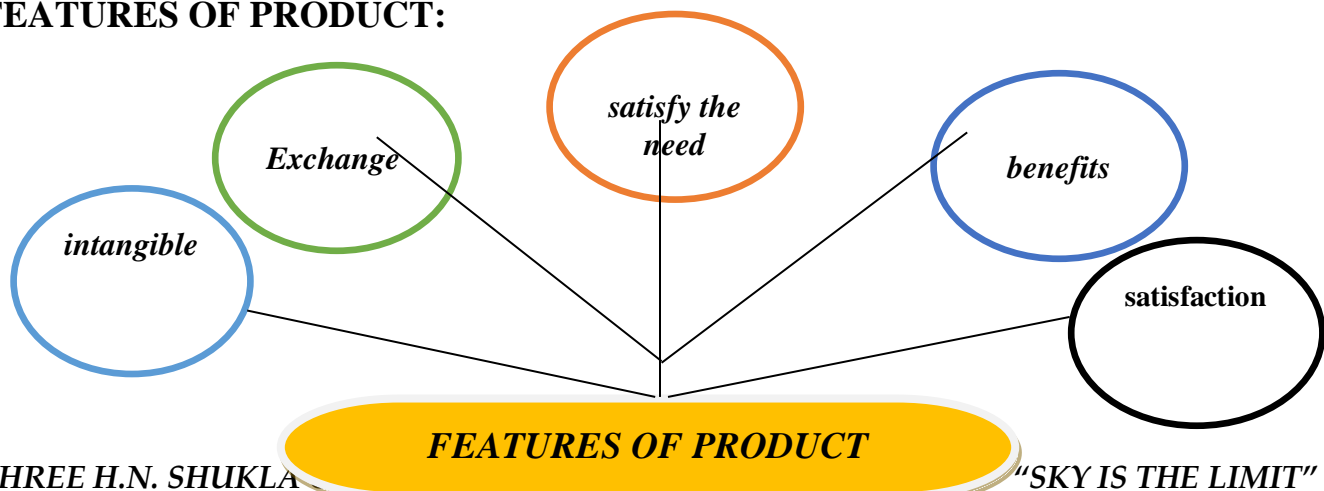 FEATURES OF PRODUCT:
satisfy the
need
Exchange
benefits
intangible
satisfaction
FEATURES OF PRODUCT
HREE H.N. SHUKLA
“SKY IS THE LIMIT”